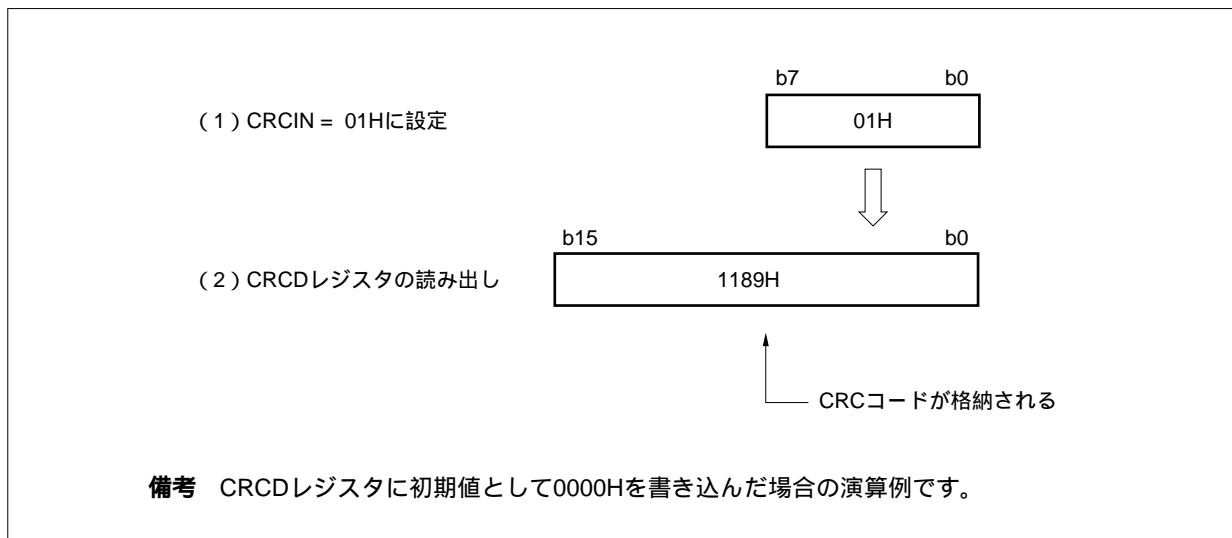 b7 b0
（1）CRCIN = 01Hに設定 01H
b15 b0
（2）CRCDレジスタの読み出し 1189H
CRCコードが格納される
備考 CRCDレジスタに初期値として0000Hを書き込んだ場合の演算例です。